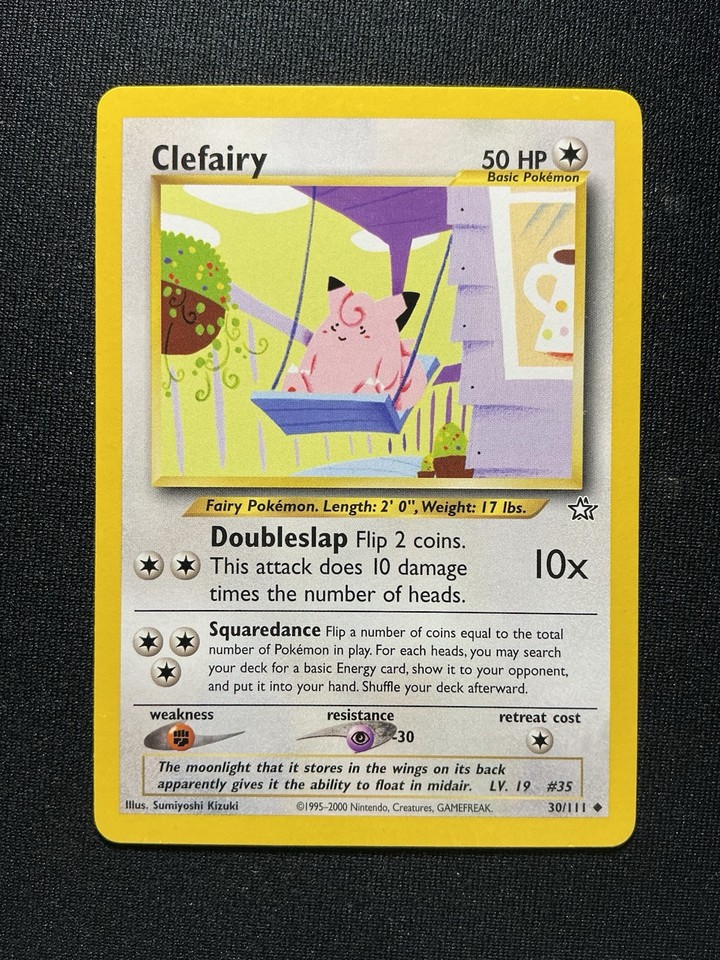 Clefairy
50 HP
Basic Pokémon
Fairy Pokémon. Length: 2' 0", Weight: 17 lbs.
Doubleslap Flip 2 coins.
This attack does 10 damage
times the number of heads.
10x
Squaredance Flip a number of coins equal to the total
number of Pokémon in play. For each heads, you may search
your deck for a basic Energy card, show it to your opponent,
and put it into your hand. Shuffle your deck afterward.
weakness
resistance
retreat cost
-30
The moonlight that it stores in the wings on its back
apparently gives it the ability to float in midair. LV. 19 #35
Illus. Sumiyoshi Kizuki
©1995-2000 Nintendo, Creatures, GAMEFREAK.
30/111